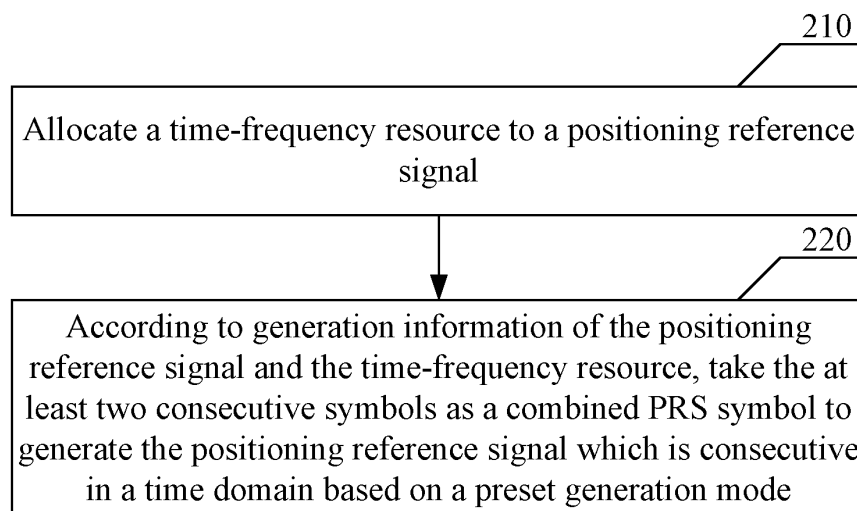 210
Allocate a time-frequency resource to a positioning reference
signal
220
According to generation information of the positioning
reference signal and the time-frequency resource, take the at
least two consecutive symbols as a combined PRS symbol to
generate the positioning reference signal which is consecutive
in a time domain based on a preset generation mode